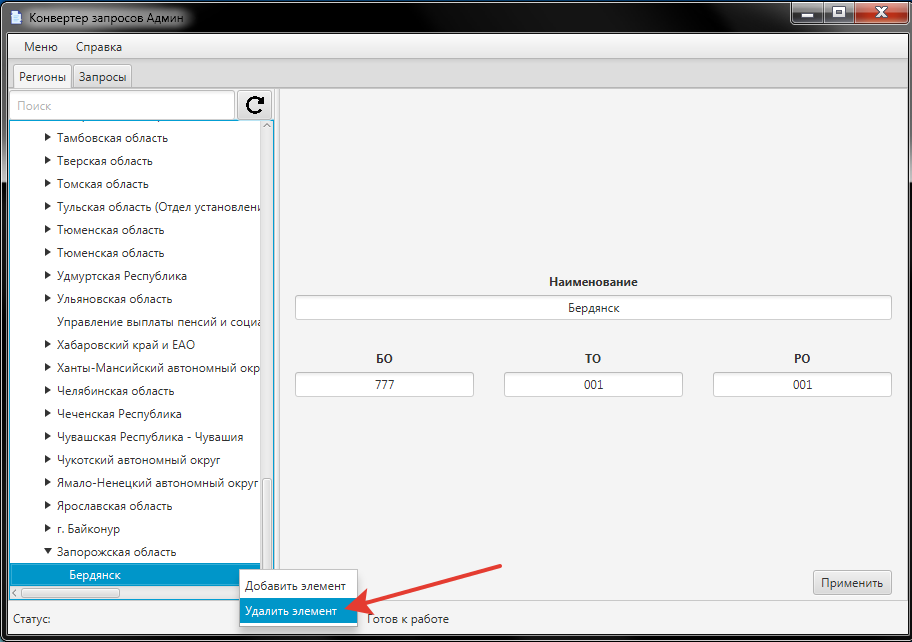 Конвертер запросов Админ
Меню Справка
Регионы Запросы
Поиск
Тамбовская область
Тверская область
Томская область
Тульская область (Отдел установлени
Тюменская область
Тюменская область
Удмуртская Республика
Ульяновская область
Управление выплаты пенсий и социа
Хабаровский край и ЕАО
Ханты-Мансийский автономный окр
Челябинская область
Чеченская Республика
Чувашская Республика - Чувашия
Чукотский автономный округ
Ямало-Ненецкий автономный округ
Ярославская область
г. Байконур
Запорожская область
Бердянск
Наименование
Бердянск
БО ТО РО
777 001 001
Добавить элемент
Удалить элемент
Применить
Статус: Готов к работе